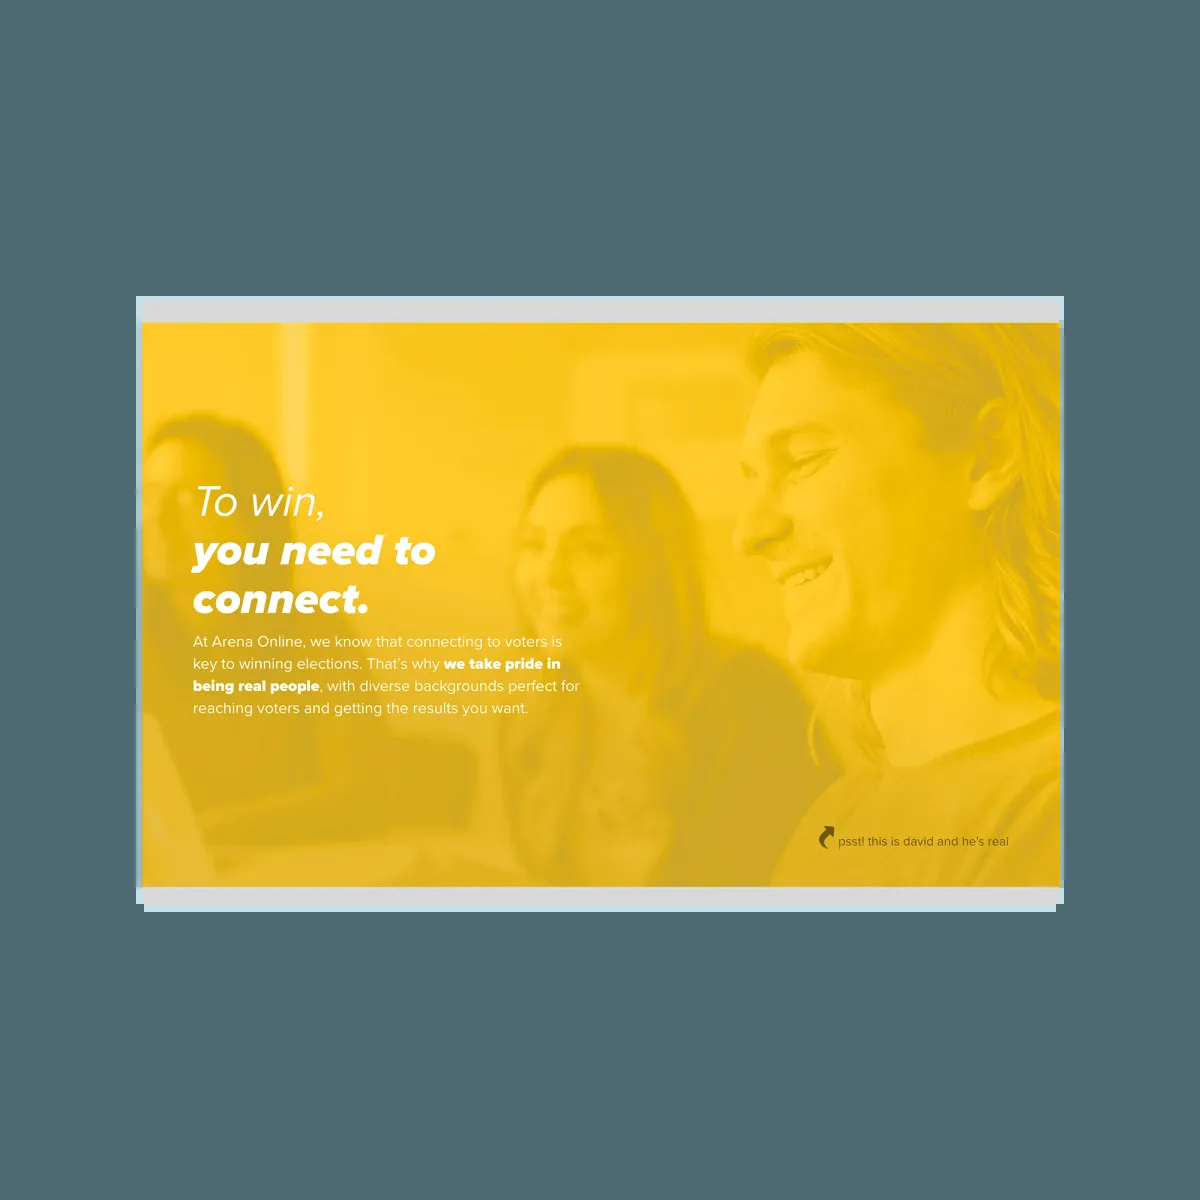 To win,
you need to
connect.
At Arena Online, we know that connecting to voters is
key to winning elections. That's why we take pride in
being real people, with diverse backgrounds perfect for
reaching voters and getting the results you want.
psst! this is david and he's real